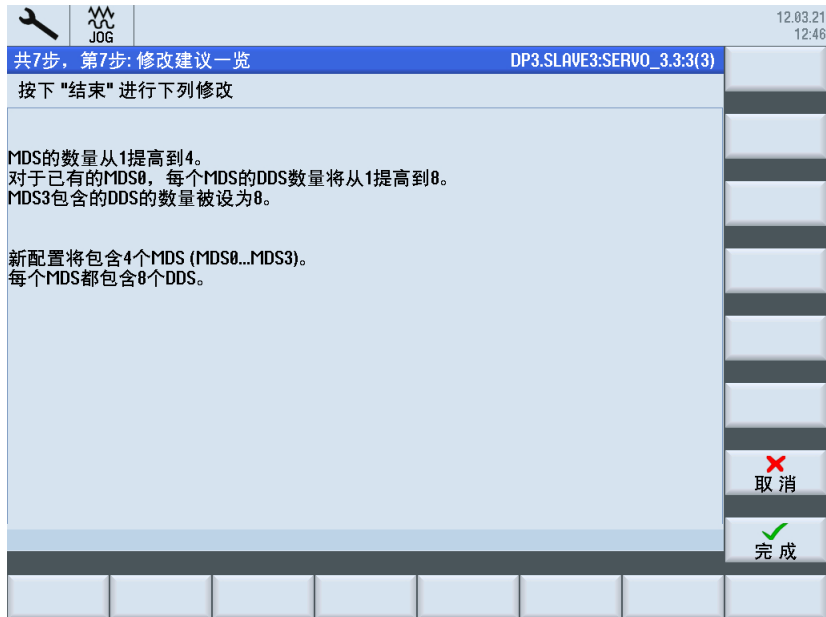 JOG
12.03.21
12:46
共7步，第7步: 修改建议一览
DP3.SLAVE3:SERVO_3.3:3(3)
按下 "结束" 进行下列修改
MDS的数量从1提高到4。
对于已有的MDS0，每个MDS的DDS数量将从1提高到8。
MDS3包含的DDS的数量被设为8。
新配置将包含4个MDS (MDS0...MDS3)。
每个MDS都包含8个DDS。
取 消
完 成